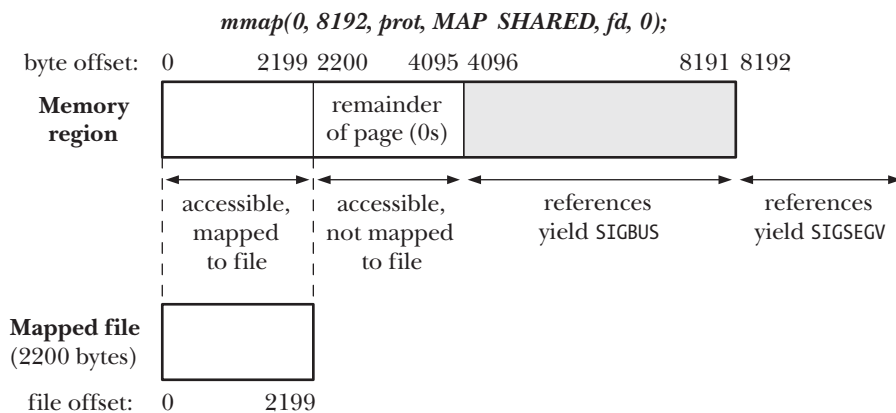 mmap(0, 8192, prot, MAP SHARED, fd, 0);
byte offset: 0 2199 2200 4095 4096 8191 8192
Memory
region
remainder
of page (0s)
accessible,
mapped
to file
accessible,
not mapped
to file
references
yield SIGBUS
references
yield SIGSEGV
Mapped file
(2200 bytes)
file offset: 0 2199